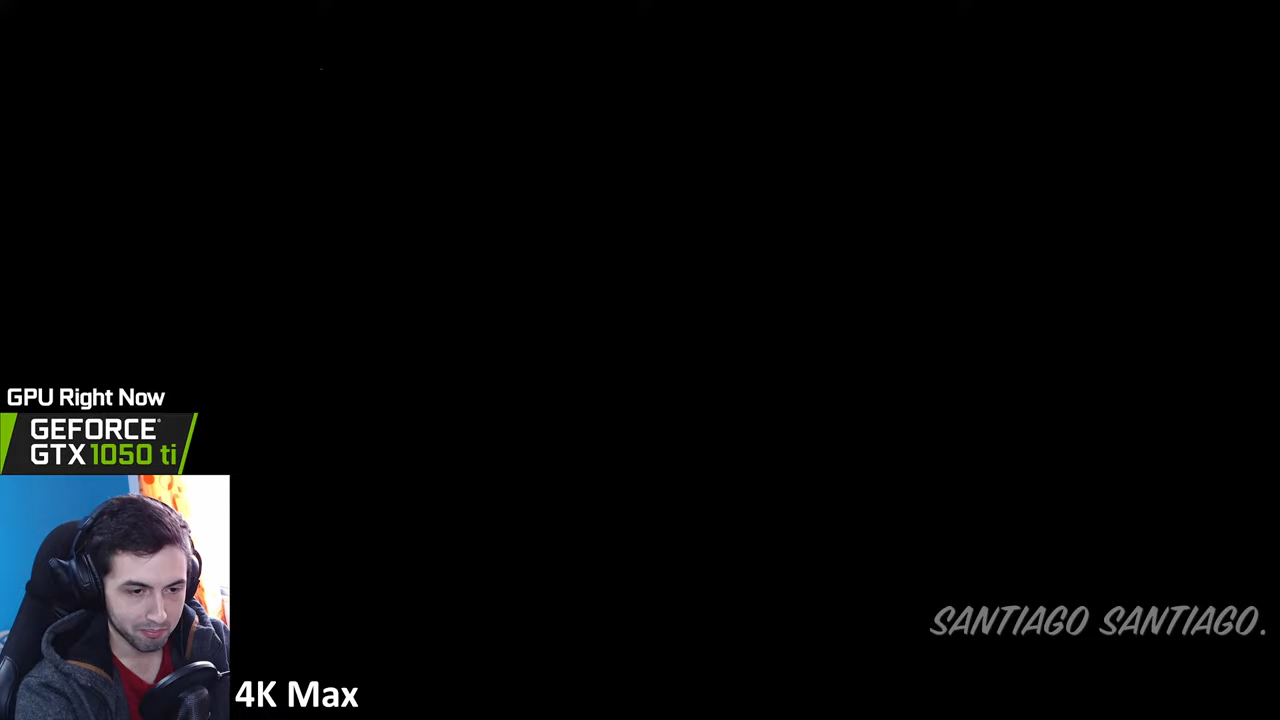 GPU Right Now
GEFORCE®
GTX 1050 ti
SANTIAGO SANTIAGO.
4K Max